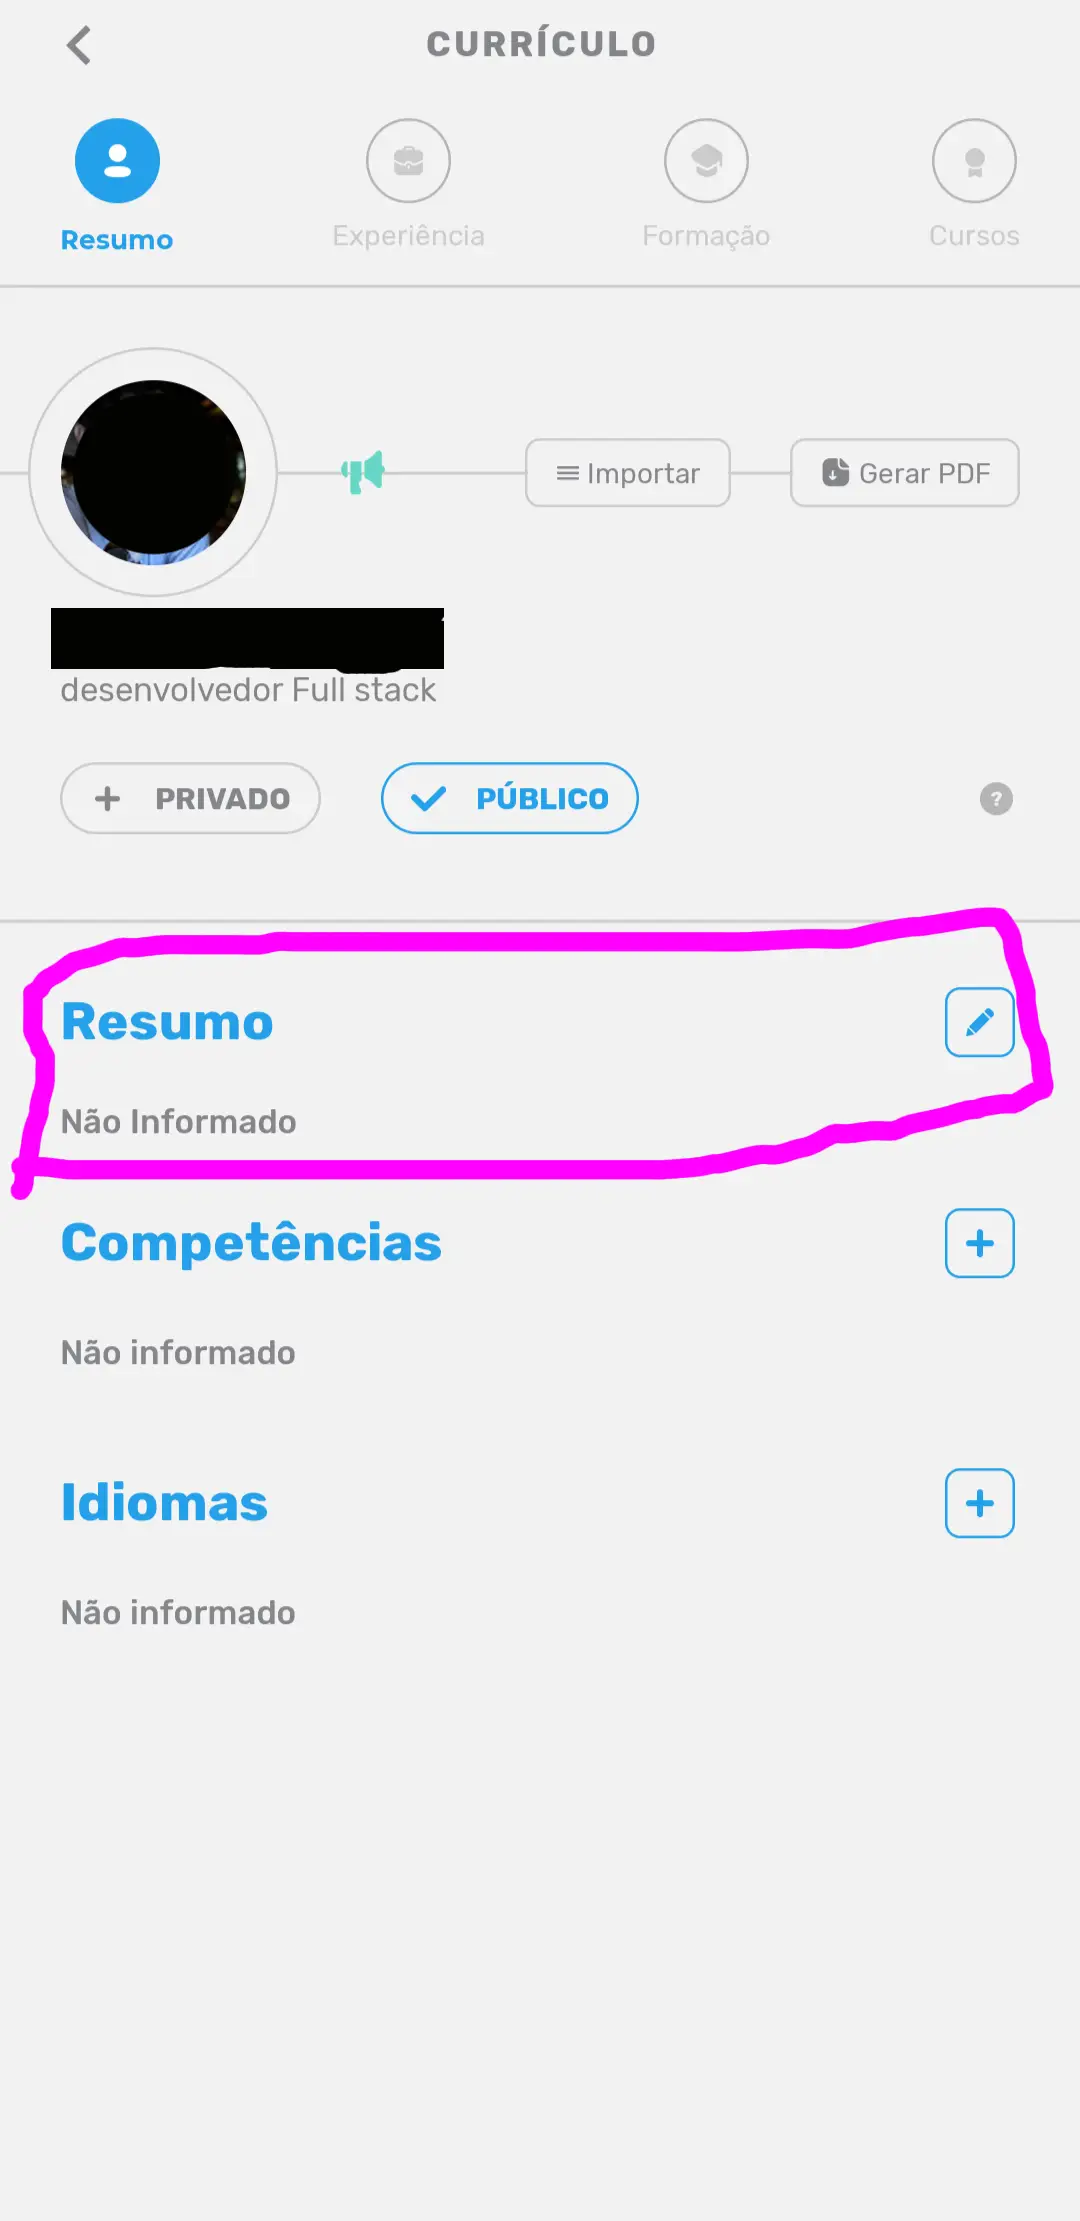 CURRÍCULO
Resumo
Experiência
Formação
Cursos
Importar
Gerar PDF
desenvolvedor Full stack
+ PRIVADO
PÚBLICO
?
Resumo
Não Informado
Competências
+
Não informado
Idiomas
+
Não informado